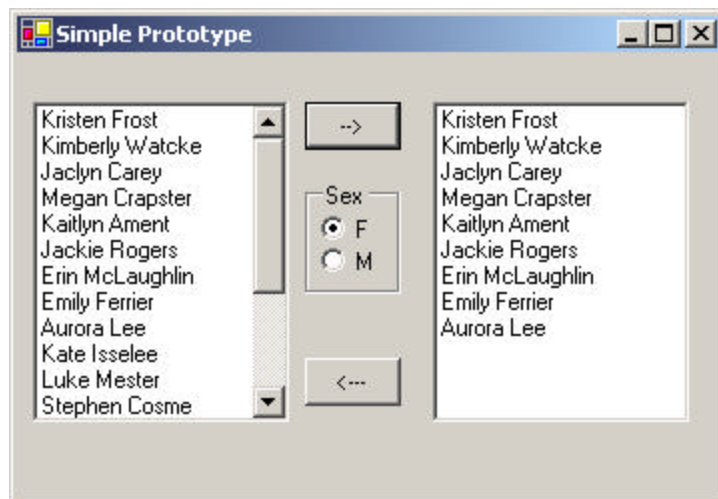 Simple Prototype
Kristen Frost
Kimberly Watcke
Jaclyn Carey
Megan Crapster
Kaitlyn Ament
Jackie Rogers
Erin McLaughlin
Emily Ferrier
Aurora Lee
Kate Isselee
Luke Mester
Stephen Cosme
-->
Sex
F
M
<---
Kristen Frost
Kimberly Watcke
Jaclyn Carey
Megan Crapster
Kaitlyn Ament
Jackie Rogers
Erin McLaughlin
Emily Ferrier
Aurora Lee